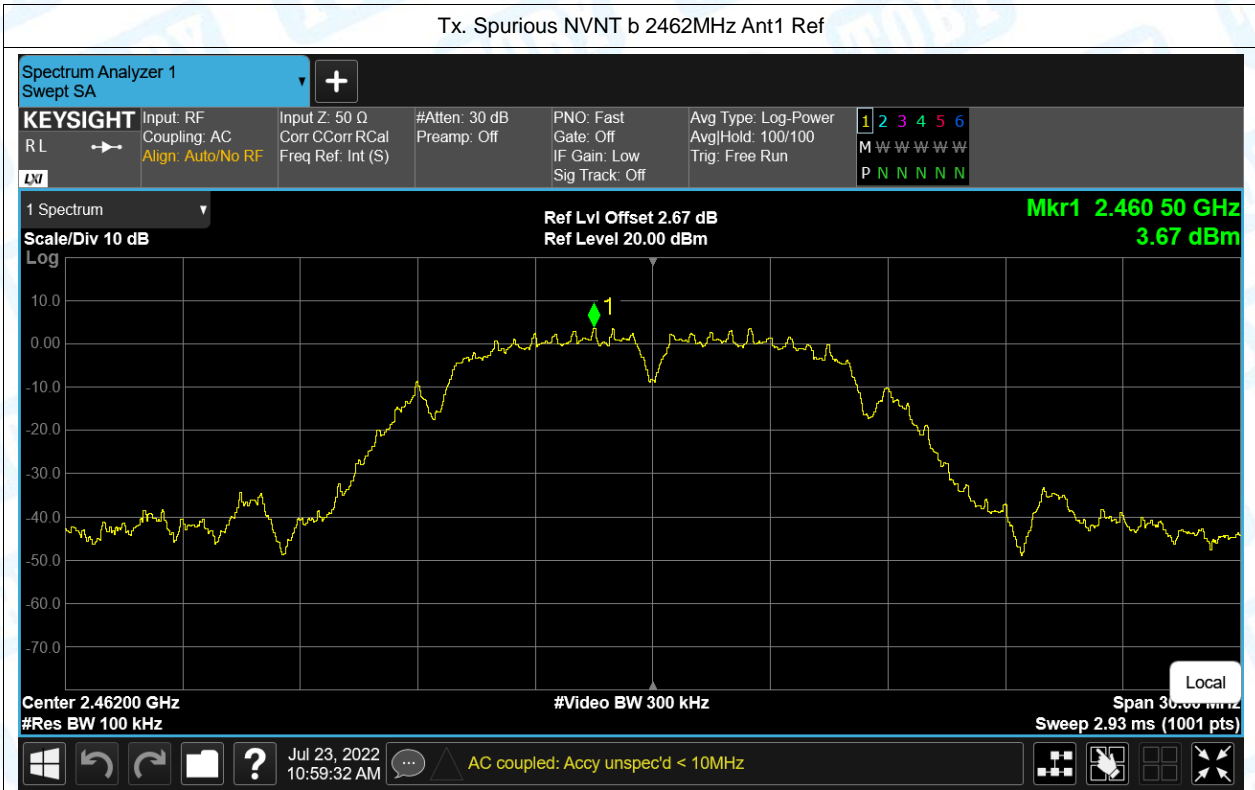 Tx. Spurious NVNT b 2462MHz Ant1 Ref
Spectrum Analyzer 1
Swept SA
KEYSIGHT
RL
LXI
Input: RF
Coupling: AC
Align: Auto/No RF
Input Z: 50 Ω
Corr CCorr RCal
Freq Ref: Int (S)
#Atten: 30 dB
Preamp: Off
PNO: Fast
Gate: Off
IF Gain: Low
Sig Track: Off
Avg Type: Log-Power
Avg|Hold: 100/100
Trig: Free Run
1 2 3 4 5 6
M W W W W W
P N N N N N
1 Spectrum
Scale/Div 10 dB
Ref Lvl Offset 2.67 dB
Ref Level 20.00 dBm
Mkr1 2.460 50 GHz
3.67 dBm
Log
10.0
0.00
-10.0
-20.0
-30.0
-40.0
-50.0
-60.0
-70.0
1
Center 2.46200 GHz
#Res BW 100 kHz
#Video BW 300 kHz
Span 30.00 MHz
Sweep 2.93 ms (1001 pts)
Local
Jul 23, 2022
10:59:32 AM
AC coupled: Accy unspec'd < 10MHz